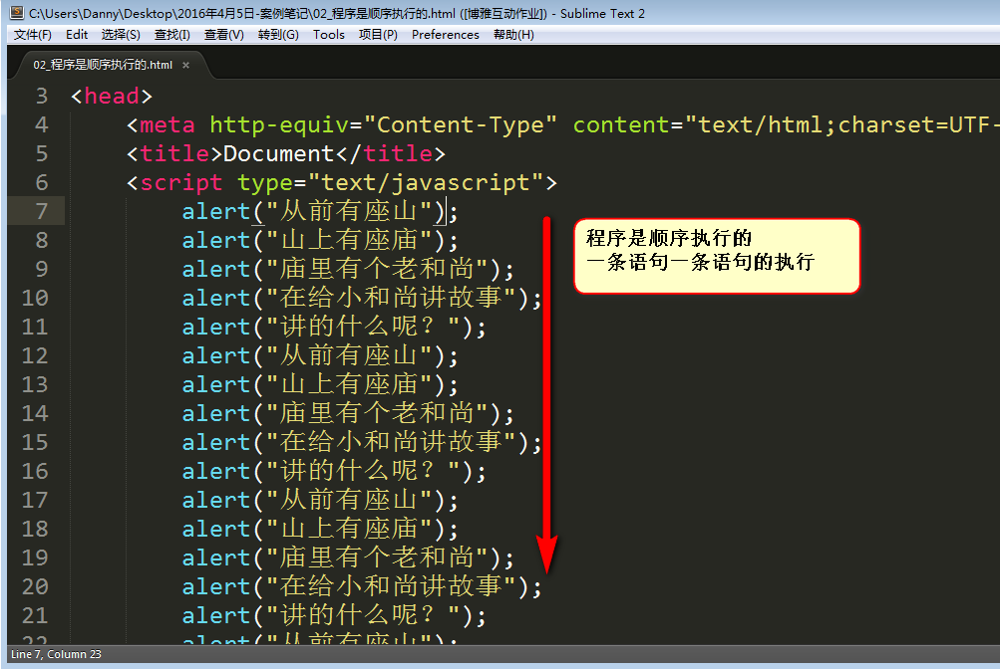 C:\Users\Danny\Desktop\2016年4月5日-案例笔记\02_程序是顺序执行的.html ([博雅互动作业]) - Sublime Text 2
文件(F) Edit 选择(S) 查找(I) 查看(V) 转到(G) Tools 项目(P) Preferences 帮助(H)
02_程序是顺序执行的.html ×
3 <head>
4 <meta http-equiv="Content-Type" content="text/html;charset=UTF-
5 <title>Document</title>
6 <script type="text/javascript">
7 alert("从前有座山");
8 alert("山上有座庙");
9 alert("庙里有个老和尚");
10 alert("在给小和尚讲故事");
11 alert("讲的什么呢？");
12 alert("从前有座山");
13 alert("山上有座庙");
14 alert("庙里有个老和尚");
15 alert("在给小和尚讲故事");
16 alert("讲的什么呢？");
17 alert("从前有座山");
18 alert("山上有座庙");
19 alert("庙里有个老和尚");
20 alert("在给小和尚讲故事");
21 alert("讲的什么呢？");
22 alert("从前有座山");
程序是顺序执行的
一条语句一条语句的执行
Line 7, Column 23